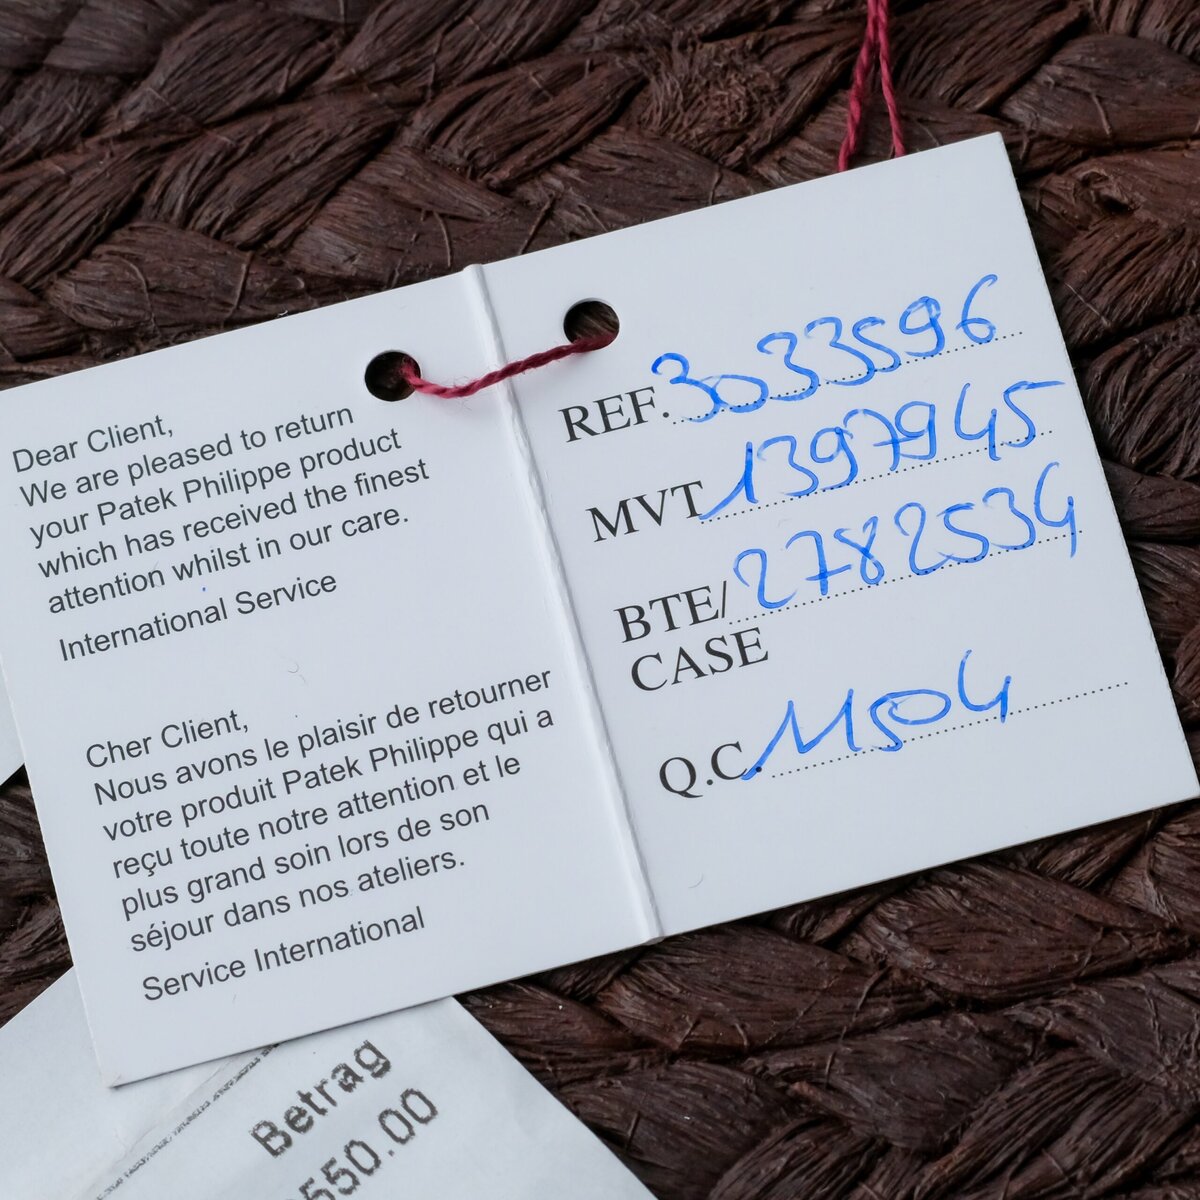 Dear Client,
We are pleased to return
your Patek Philippe product
which has received the finest
attention whilst in our care.
International Service
Cher Client,
Nous avons le plaisir de retourner
votre produit Patek Philippe qui a
reçu toute notre attention et le
plus grand soin lors de son
séjour dans nos ateliers.
Service International
REF. 3033596
MVT 1397945
BTE/ 2782534
CASE
Q.C. 11504
Betrag